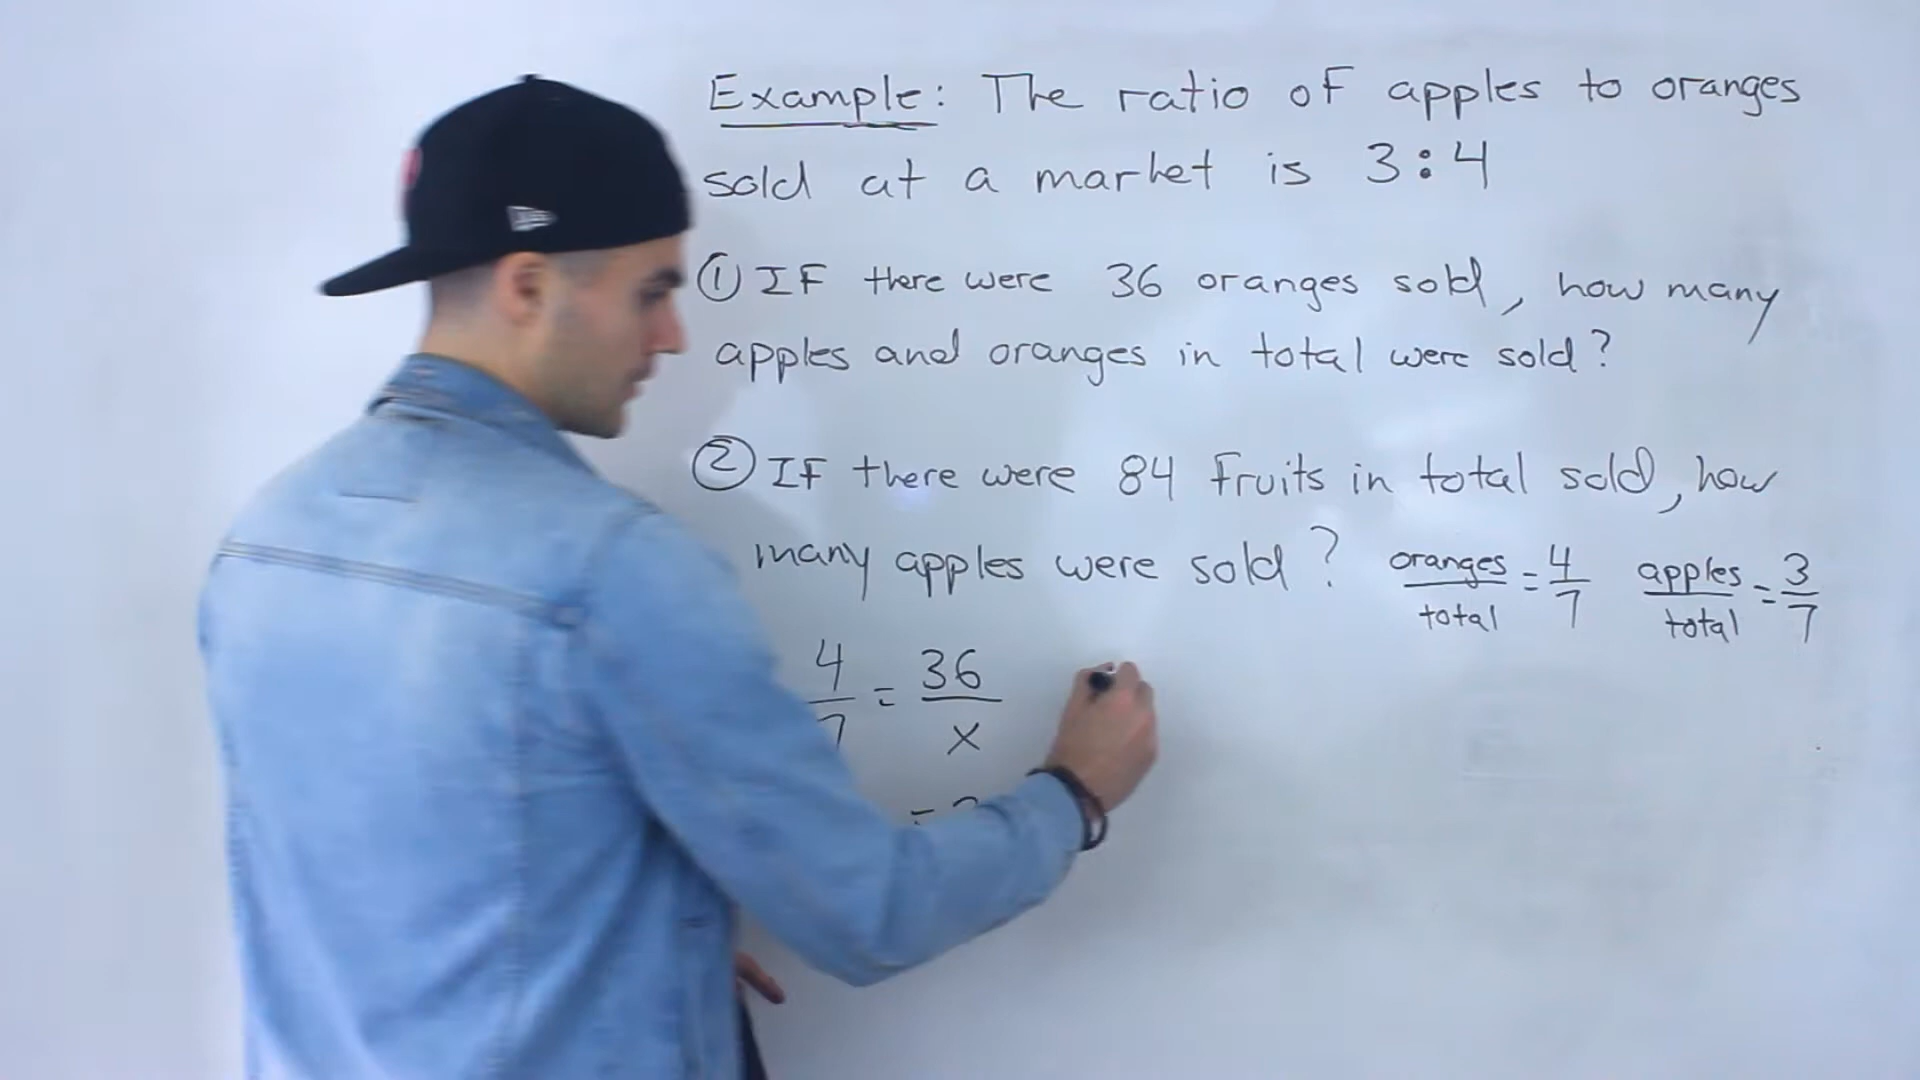 Example: The ratio of apples to oranges
sold at a market is 3:4
① If there were 36 oranges sold, how many
apples and oranges in total were sold?
② If there were 84 fruits in total sold, how
many apples were sold?
oranges/total = 4/7 apples/total = 3/7
4/7 = 36/x